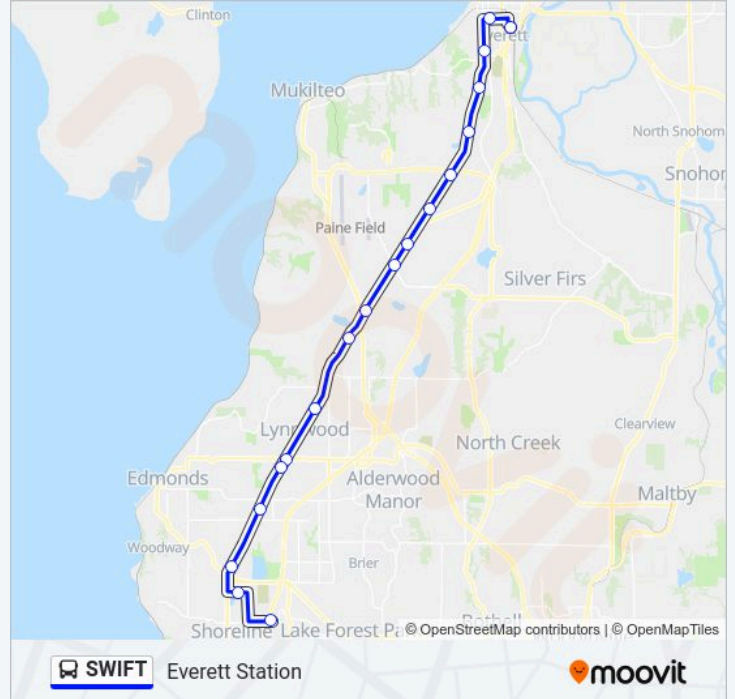 Clinton
Everett
Mukilteo
North Snohom
Snohor
Paine Field
Silver Firs
Lynnwood
Clearview
North Creek
Edmonds
Alderwood
Manor
Maltby
Woodway
Brier
Bothell
Shoreline
Lake Forest Pa
© OpenStreetMap contributors | © OpenMapTiles
SWIFT
Everett Station
moovit